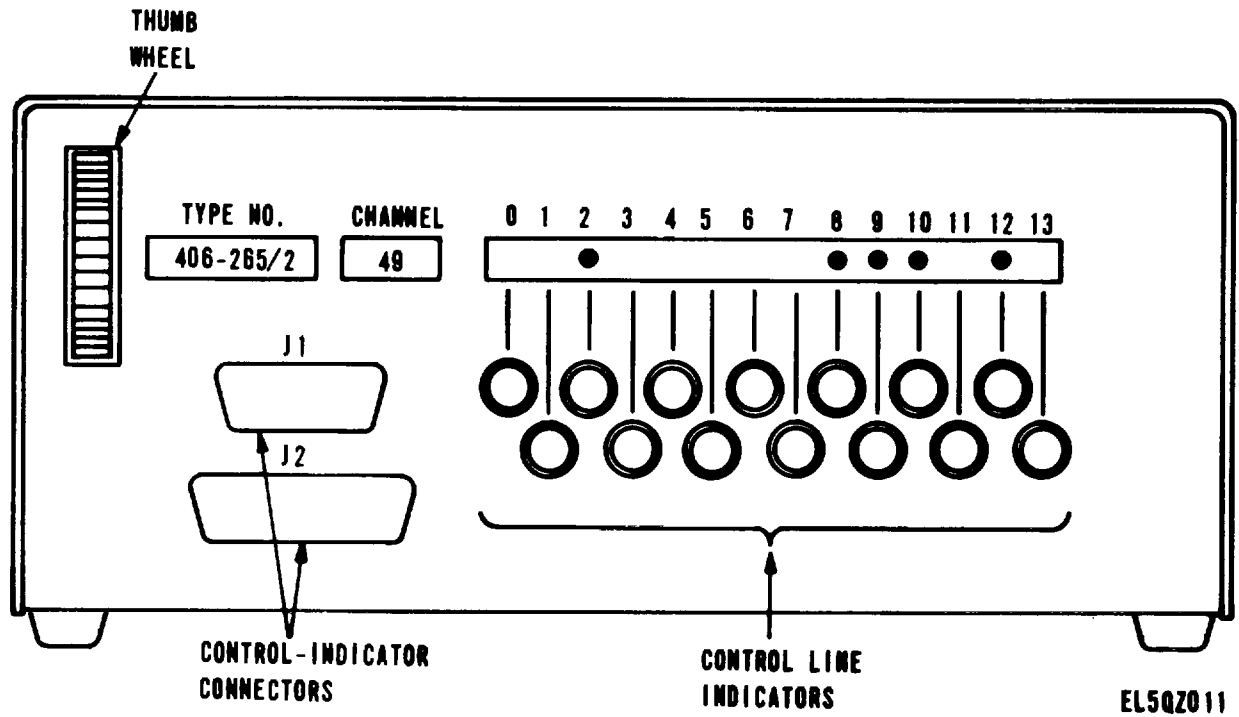 THUMB
WHEEL
TYPE NO.
CHANNEL
0 1 2 3 4 5 6 7 8 9 10 11 12 13
406-265/2
49
J1
J2
CONTROL-INDICATOR
CONNECTORS
CONTROL LINE
INDICATORS
EL5QZ011